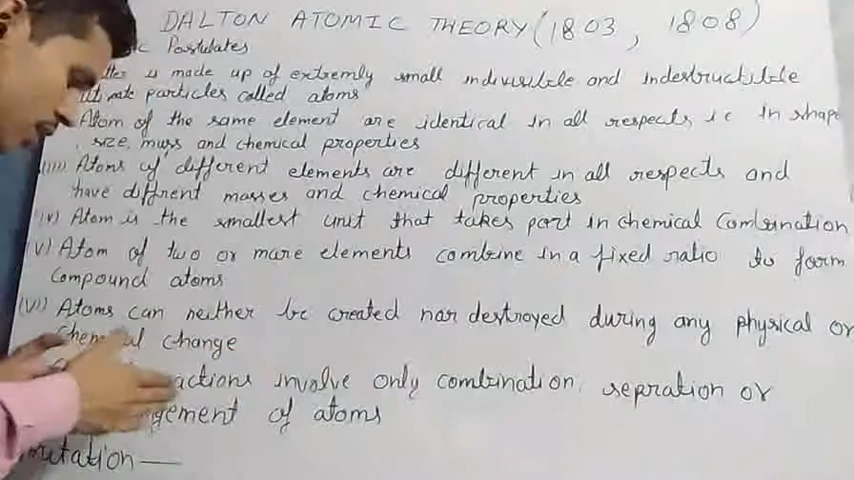 DALTON ATOMIC THEORY (1803, 1808)
Postulates
is made up of extremly small indivisible and indestructible
particles called atoms
Atom of the same element are identical in all respects i.e in shape
, size, mass and chemical properties
(iii) Atoms of different elements are different in all respects and
have diffrent masses and chemical properties
(iv) Atom is the smallest unit that takes part in chemical Combination
(v) Atom of two or more elements combine in a fixed ratio to form
Compound atoms
(vi) Atoms can neither be created nor destroyed during any physical or
change
involve only combination, sepration or
of atoms